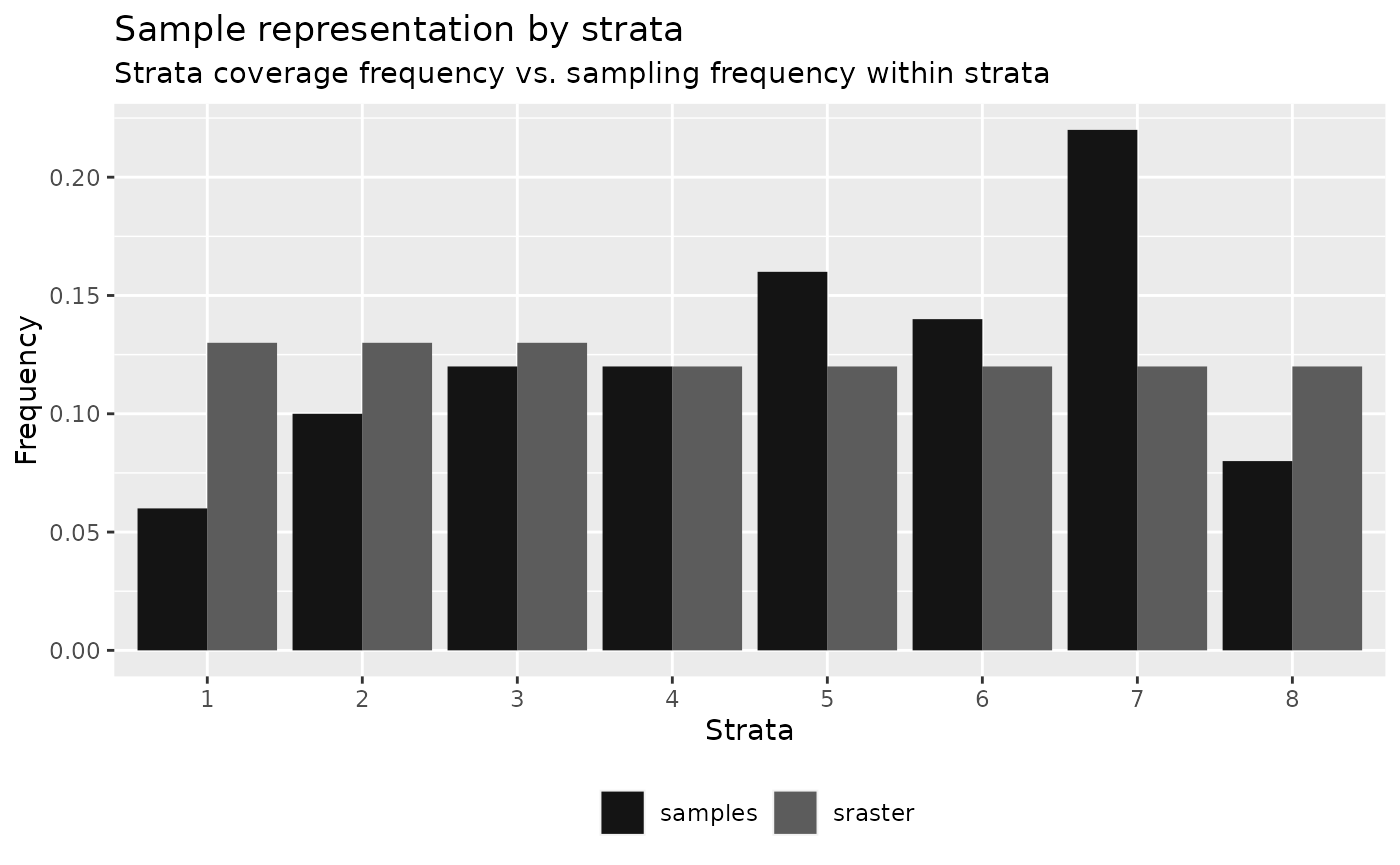 Sample representation by strata
Strata coverage frequency vs. sampling frequency within strata
Frequency
0.20
0.15
0.10
0.05
0.00
1 2 3 4 5 6 7 8
Strata
samples sraster